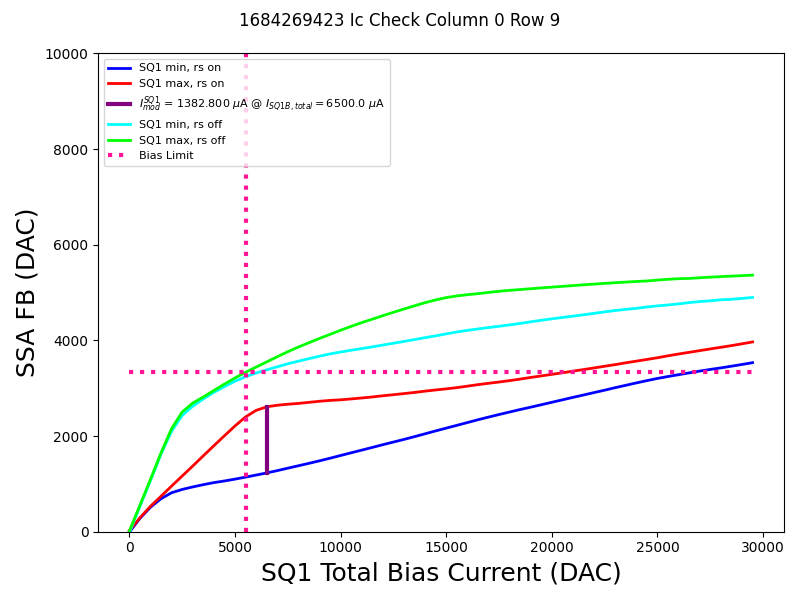 1684269423 Ic Check Column 0 Row 9
SSA FB (DAC)
10000
8000
6000
4000
2000
0
SQ1 min, rs on
SQ1 max, rs on
I_{mod}^{SQ1} = 1382.800 μA @ I_{SQ1B, total} = 6500.0 μA
SQ1 min, rs off
SQ1 max, rs off
Bias Limit
0 5000 10000 15000 20000 25000 30000
SQ1 Total Bias Current (DAC)